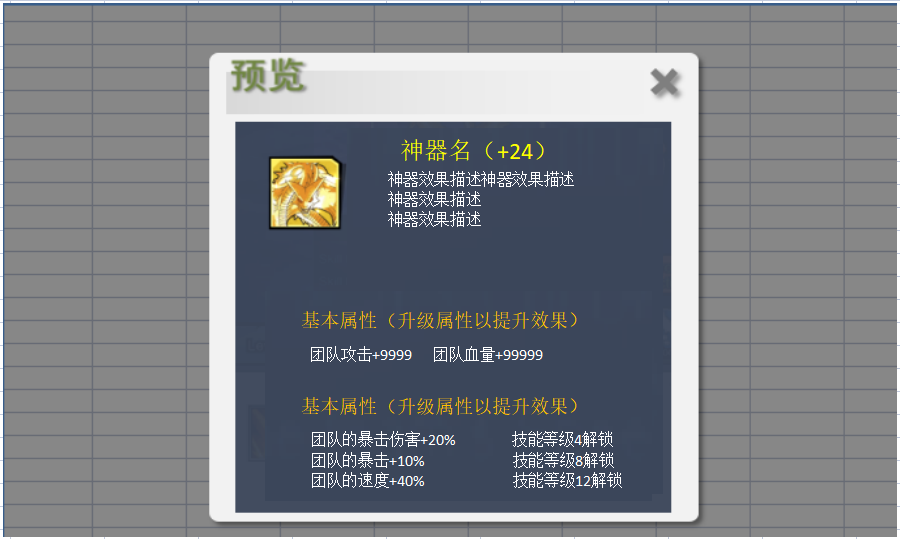 预览
神器名（+24）
神器效果描述神器效果描述
神器效果描述
神器效果描述
基本属性（升级属性以提升效果）
团队攻击+9999 团队血量+99999
基本属性（升级属性以提升效果）
团队的暴击伤害+20% 技能等级4解锁
团队的暴击+10% 技能等级8解锁
团队的速度+40% 技能等级12解锁